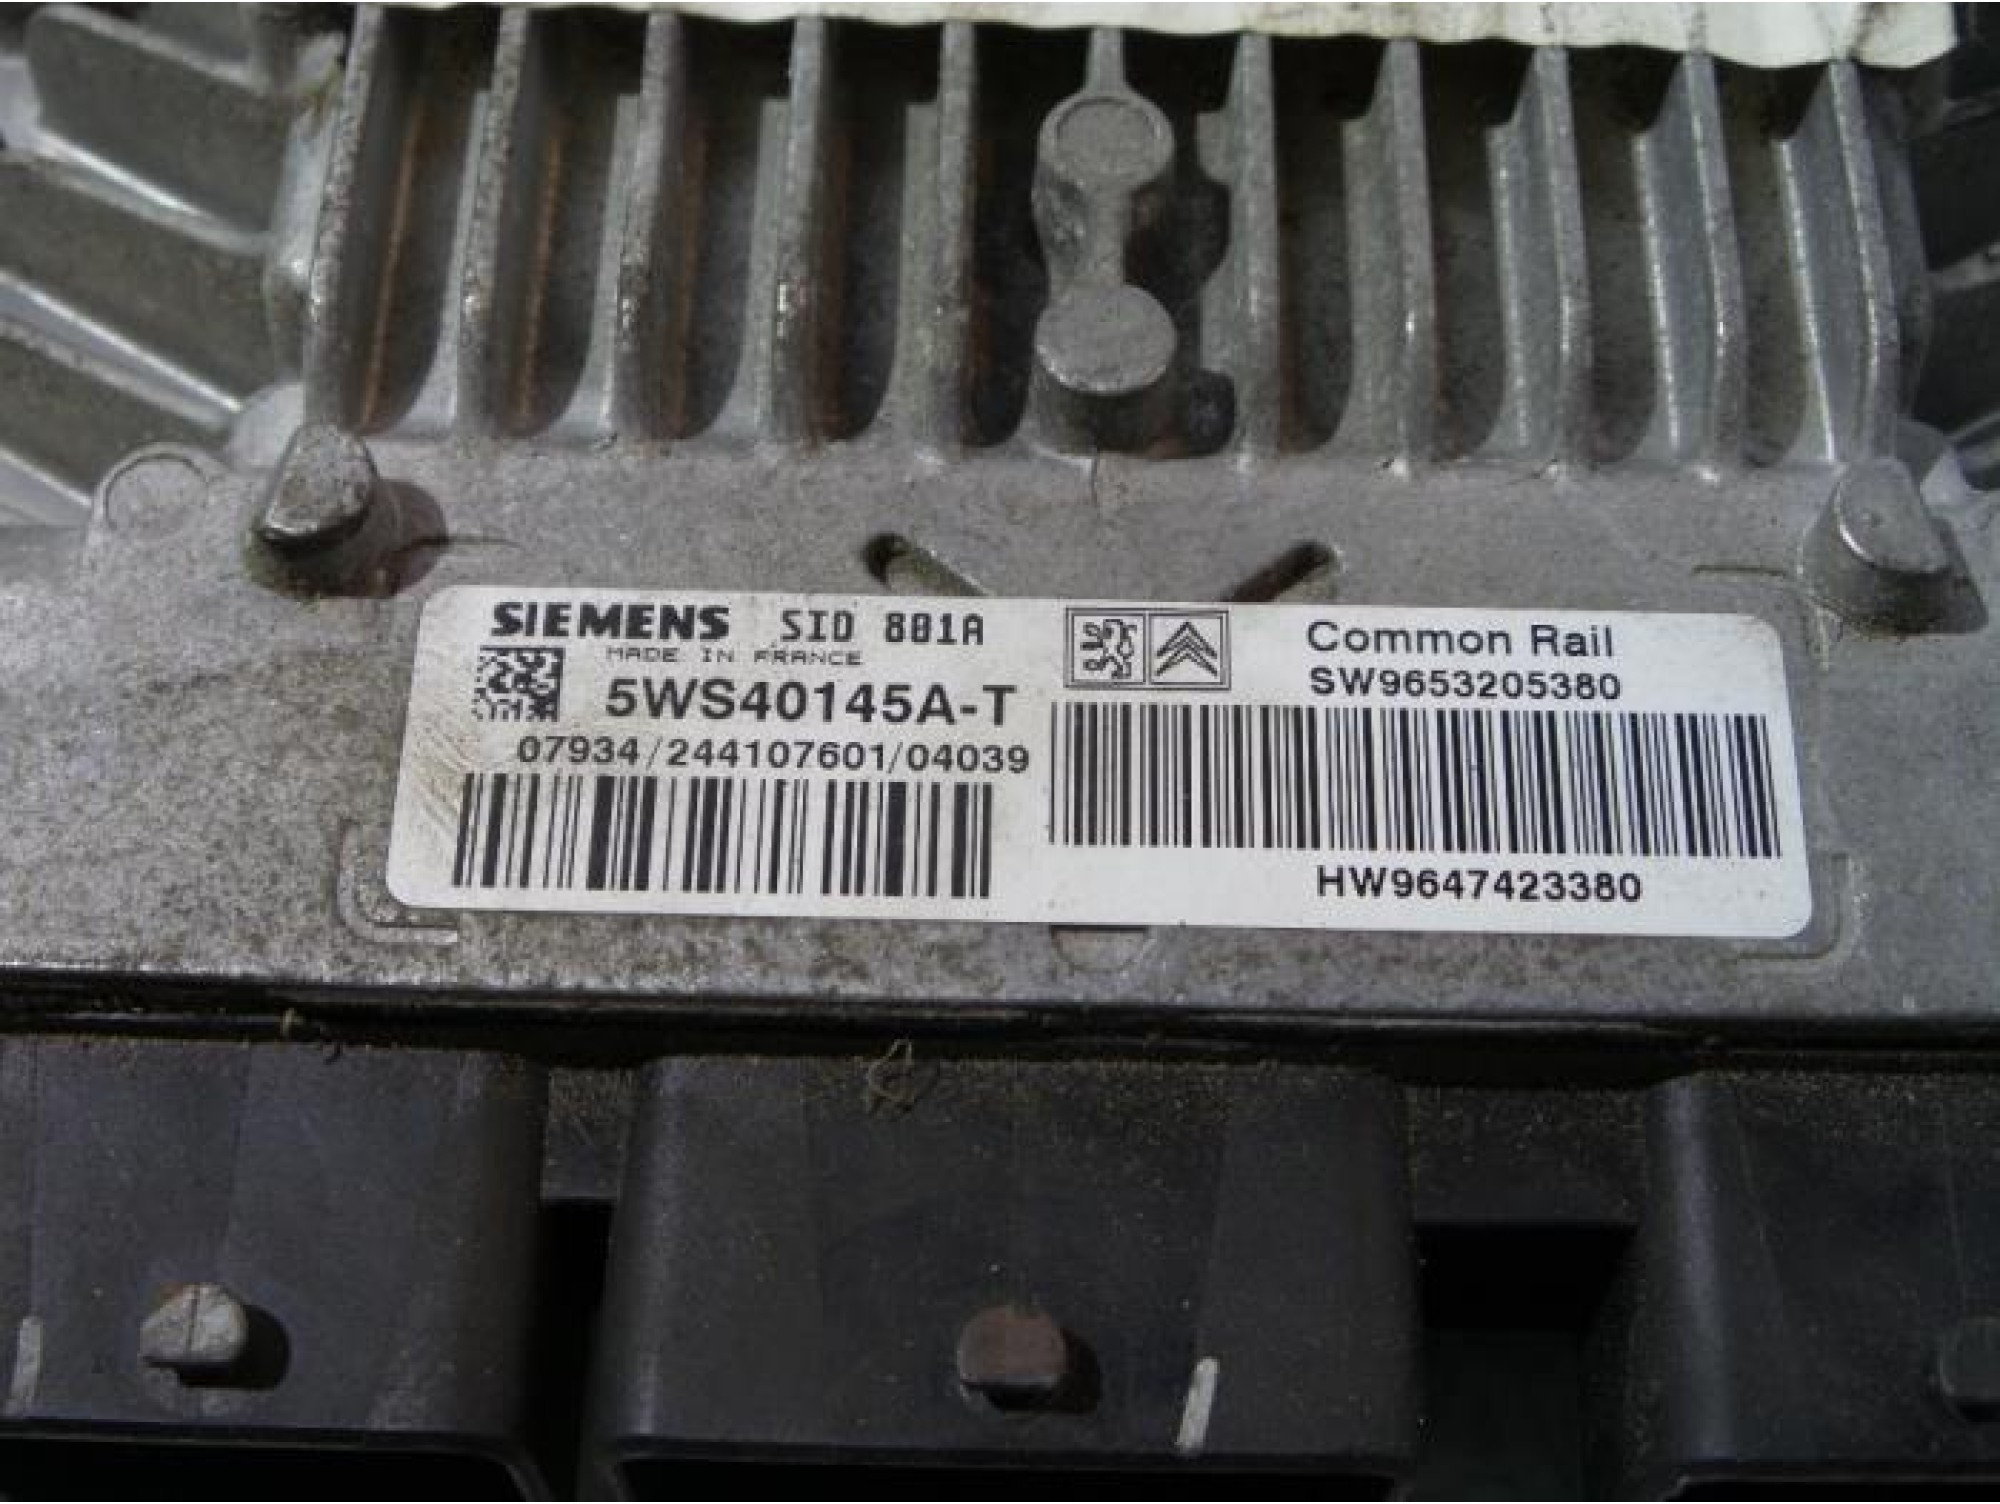 SIEMENS SID 801A
MADE IN FRANCE
5WS40145A-T
07934/244107601/04039
Common Rail
SW9653205380
HW9647423380